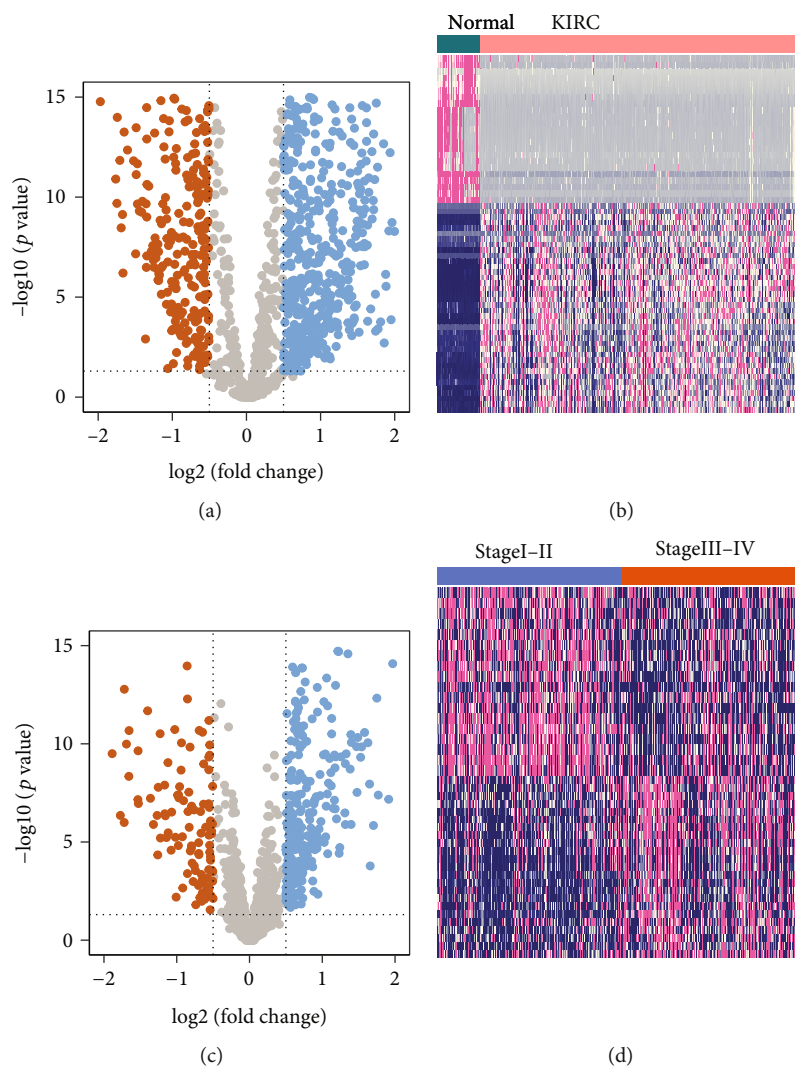 Normal KIRC
15
10
5
0
−log10 (p value)
−2 −1 0 1 2
log2 (fold change)
(a)
(b)
StageI–II StageIII–IV
15
10
5
0
−log10 (p value)
−2 −1 0 1 2
log2 (fold change)
(c)
(d)